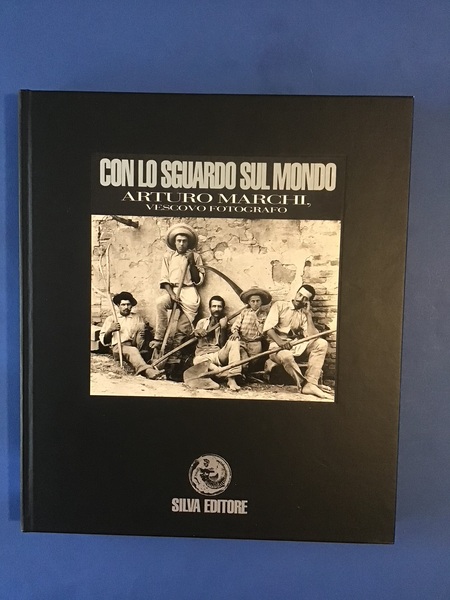 CON LO SGUARDO SUL MONDO
ARTURO MARCHI,
VESCOVO FOTOGRAFO
SILVA EDITORE